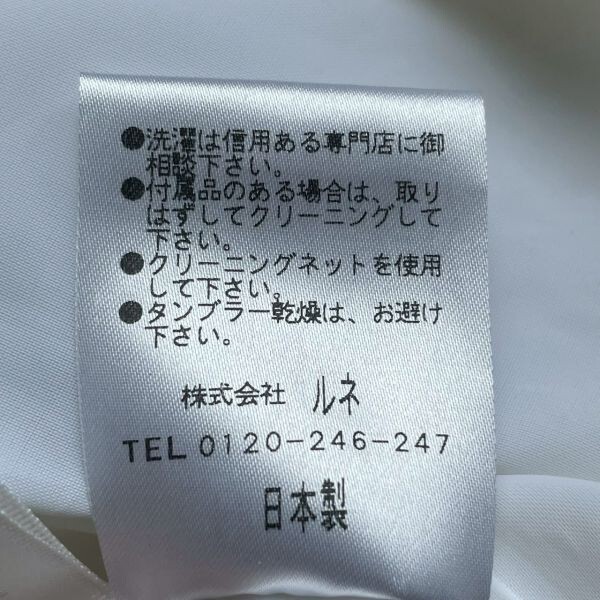 ●洗濯は信用ある専門店に御
相談下さい。
●付属品のある場合は、取り
はずしてクリーニングして
下さい。
●クリーニングネットを使用
して下さい。
●タンブラー乾燥は、お避け
下さい。
株式会社 ルネ
TEL 0120-246-247
日本製